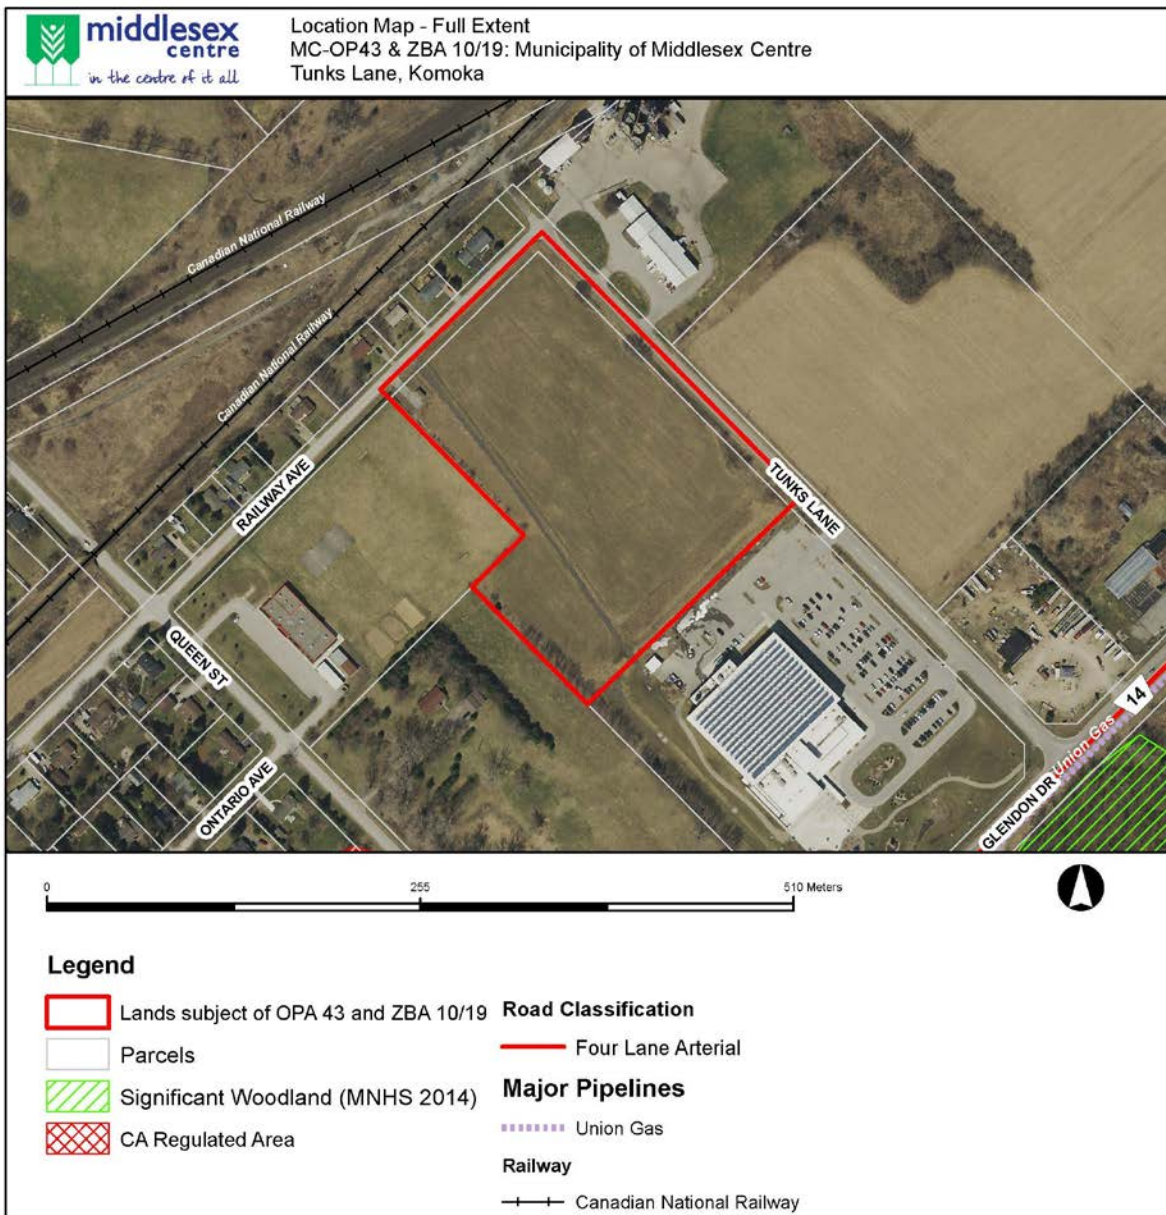 middlesex
centre
in the centre of it all
Location Map - Full Extent
MC-OP43 & ZBA 10/19: Municipality of Middlesex Centre
Tunks Lane, Komoka
Canadian National Railway
Canadian National Railway
RAILWAY AVE
TUNKS LANE
QUEEN ST
ONTARIO AVE
14
Union Gas
GLENDON DR
0
255
510 Meters
Legend
Lands subject of OPA 43 and ZBA 10/19
Parcels
Significant Woodland (MNHS 2014)
CA Regulated Area
Road Classification
Four Lane Arterial
Major Pipelines
Union Gas
Railway
Canadian National Railway